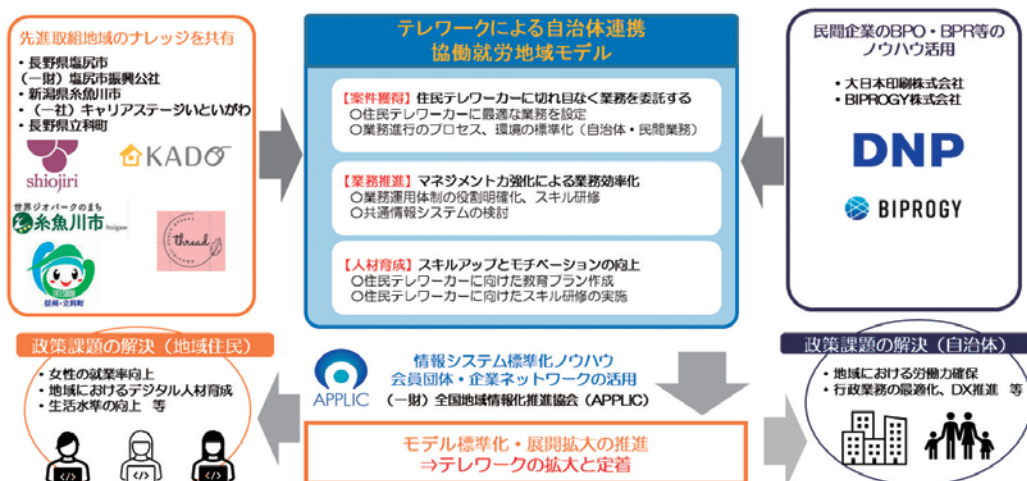 先進取組地域のナレッジを共有
・長野県塩尻市
(一財)塩尻市振興公社
・新潟県糸魚川市
・(一社)キャリアステージいといがわ
・長野県立科町
shiojiri
KADO
世界ジオパークのまち
糸魚川市 Itoigawa
thread
信州・立科町
テレワークによる自治体連携
協働就労地域モデル
【案件獲得】住民テレワーカーに切れ目なく業務を委託する
○住民テレワーカーに最適な業務を設定
○業務進行のプロセス、環境の標準化(自治体・民間業務)
【業務推進】マネジメント力強化による業務効率化
○業務運用体制の役割明確化、スキル研修
○共通情報システムの検討
【人材育成】スキルアップとモチベーションの向上
○住民テレワーカーに向けた教育プラン作成
○住民テレワーカーに向けたスキル研修の実施
民間企業のBPO・BPR等の
ノウハウ活用
・大日本印刷株式会社
・BIPROGY株式会社
DNP
BIPROGY
政策課題の解決(地域住民)
・女性の就業率向上
・地域におけるデジタル人材育成
・生活水準の向上 等
</>
</>
</>
APPLIC
情報システム標準化ノウハウ
会員団体・企業ネットワークの活用
(一財)全国地域情報化推進協会(APPLIC)
モデル標準化・展開拡大の推進
⇒テレワークの拡大と定着
政策課題の解決(自治体)
・地域における労働力確保
・行政業務の最適化、DX推進 等